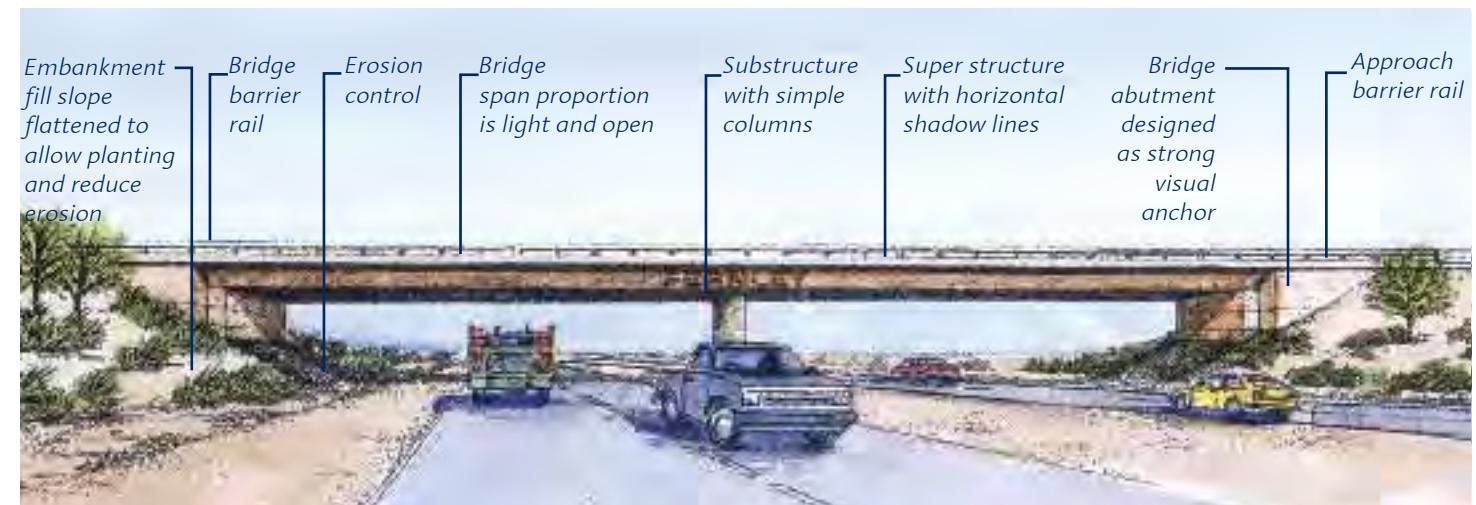 Embankment
fill slope
flattened to
allow planting
and reduce
erosion
Bridge
barrier
rail
Erosion
control
Bridge
span proportion
is light and open
Substructure
with simple
columns
Super structure
with horizontal
shadow lines
Bridge
abutment
designed
as strong
visual
anchor
Approach
barrier rail